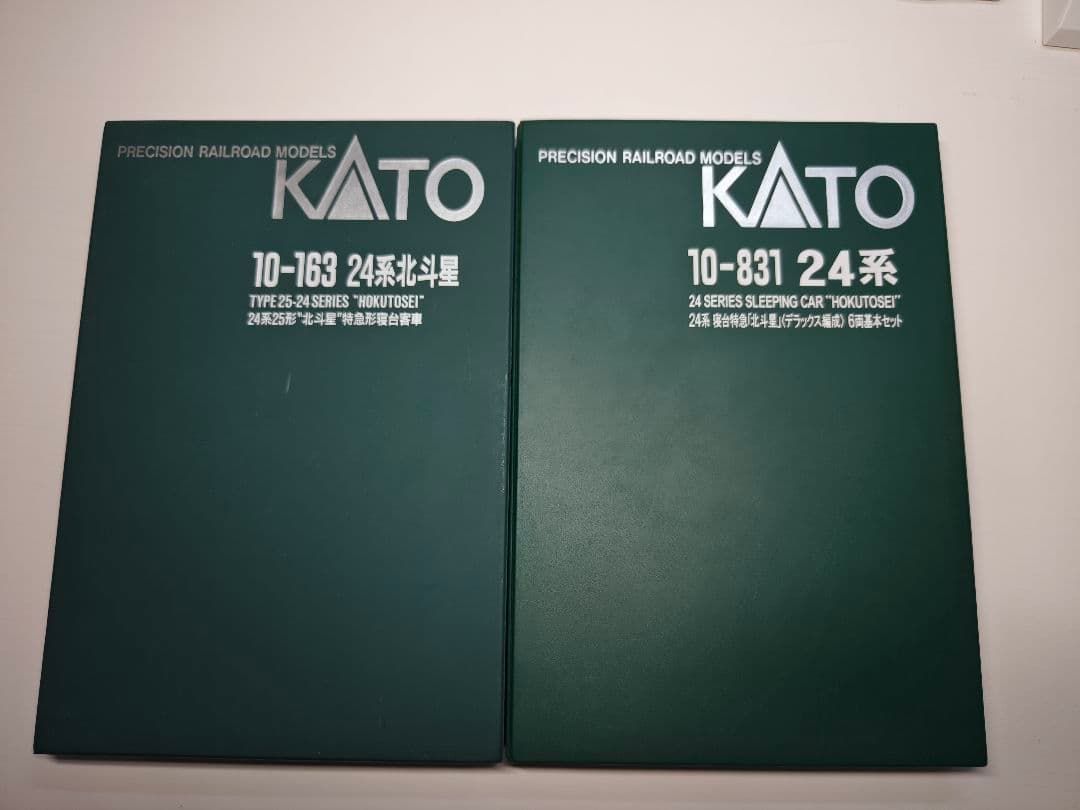 PRECISION RAILROAD MODELS
KATO
10-163 24系北斗星
TYPE 25-24 SERIES "HOKUTOSEI"
24系25形"北斗星"特急形寝台客車
PRECISION RAILROAD MODELS
KATO
10-831 24系
24 SERIES SLEEPING CAR "HOKUTOSEI"
24系 寝台特急「北斗星」〈デラックス編成〉 6両基本セット